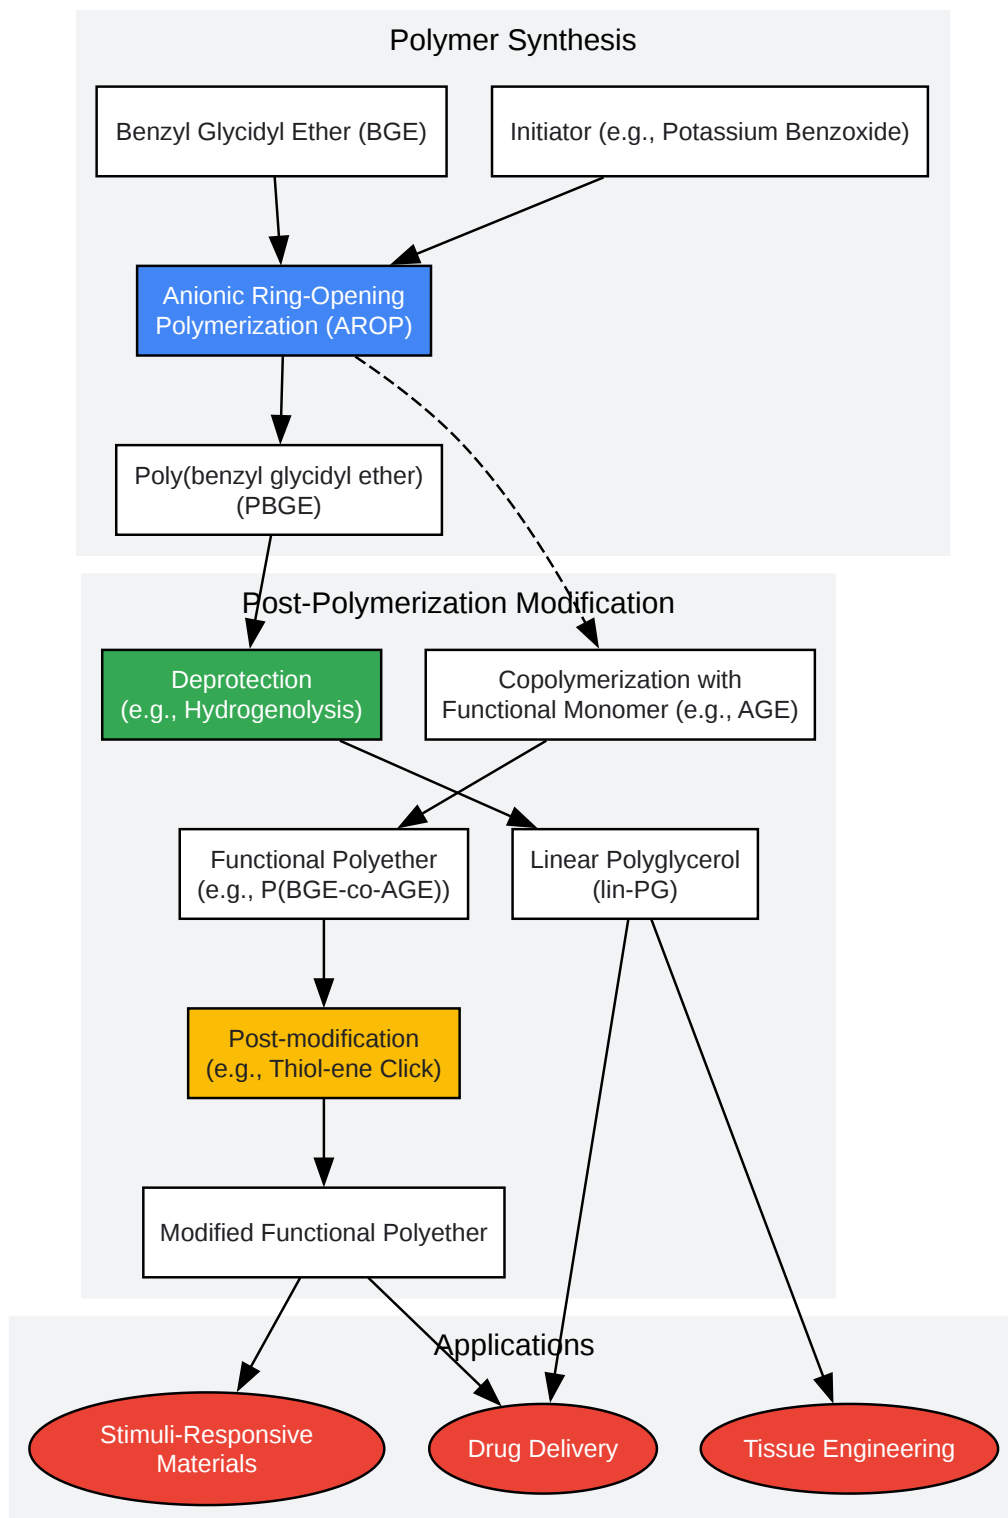 Polymer Synthesis
Benzyl Glycidyl Ether (BGE)
Initiator (e.g., Potassium Benzoxide)
Anionic Ring-Opening
Polymerization (AROP)
Poly(benzyl glycidyl ether)
(PBGE)
Post-Polymerization Modification
Deprotection
(e.g., Hydrogenolysis)
Copolymerization with
Functional Monomer (e.g., AGE)
Functional Polyether
(e.g., P(BGE-co-AGE))
Linear Polyglycerol
(lin-PG)
Post-modification
(e.g., Thiol-ene Click)
Modified Functional Polyether
Applications
Stimuli-Responsive
Materials
Drug Delivery
Tissue Engineering